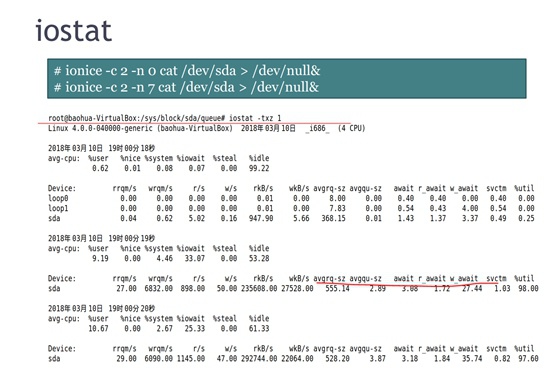 iostat
# ionice -c 2 -n 0 cat /dev/sda > /dev/null&
# ionice -c 2 -n 7 cat /dev/sda > /dev/null&
root@baohua-VirtualBox:/sys/block/sda/queue# iostat -txz 1
Linux 4.0.0-040000-generic (baohua-VirtualBox) 2018年03月10日 _i686_ (4 CPU)
2018年03月10日 19时00分18秒
avg-cpu: %user %nice %system %iowait %steal %idle
0.62 0.01 0.08 0.07 0.00 99.22
Device: rrqm/s wrqm/s r/s w/s rkB/s wkB/s avgrq-sz avgqu-sz await r_await w_await svctm %util
loop0 0.00 0.00 0.00 0.00 0.01 0.00 8.00 0.00 0.40 0.40 0.00 0.40 0.00
loop1 0.00 0.00 0.00 0.00 0.01 0.00 7.83 0.00 0.54 0.43 4.00 0.54 0.00
sda 0.04 0.62 5.02 0.16 947.90 5.66 368.15 0.01 1.43 1.37 3.37 0.49 0.25
2018年03月10日 19时00分19秒
avg-cpu: %user %nice %system %iowait %steal %idle
9.19 0.00 4.46 33.07 0.00 53.28
Device: rrqm/s wrqm/s r/s w/s rkB/s wkB/s avgrq-sz avgqu-sz await r_await w_await svctm %util
sda 27.00 6832.00 898.00 50.00 235608.00 27528.00 555.14 2.89 3.08 1.72 27.44 1.03 98.00
2018年03月10日 19时00分20秒
avg-cpu: %user %nice %system %iowait %steal %idle
10.67 0.00 2.67 25.33 0.00 61.33
Device: rrqm/s wrqm/s r/s w/s rkB/s wkB/s avgrq-sz avgqu-sz await r_await w_await svctm %util
sda 29.00 6090.00 1145.00 47.00 292744.00 22064.00 528.20 3.87 3.18 1.84 35.74 0.82 97.60